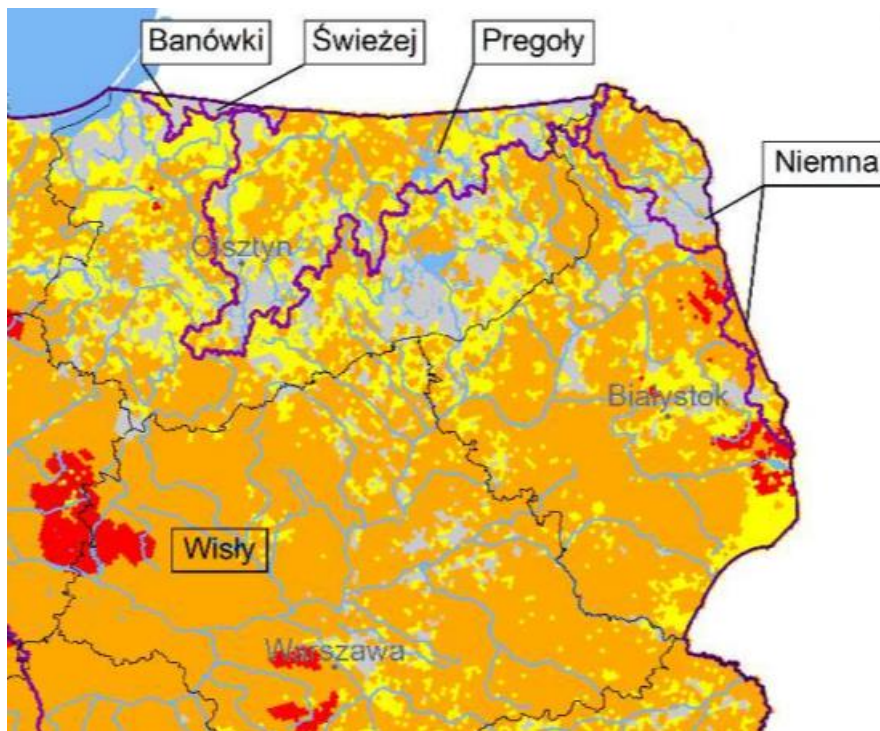 Banówki
Świeżej
Pregoły
Niemna
Olsztyn
Białystok
Wisły
Warszawa